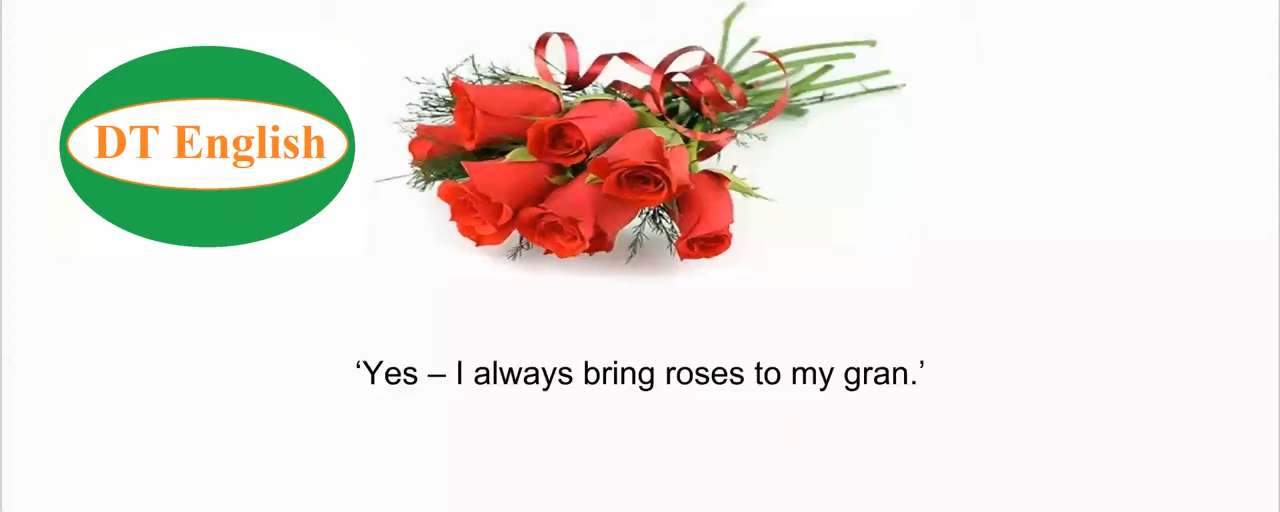 DT English
‘Yes – I always bring roses to my gran.’